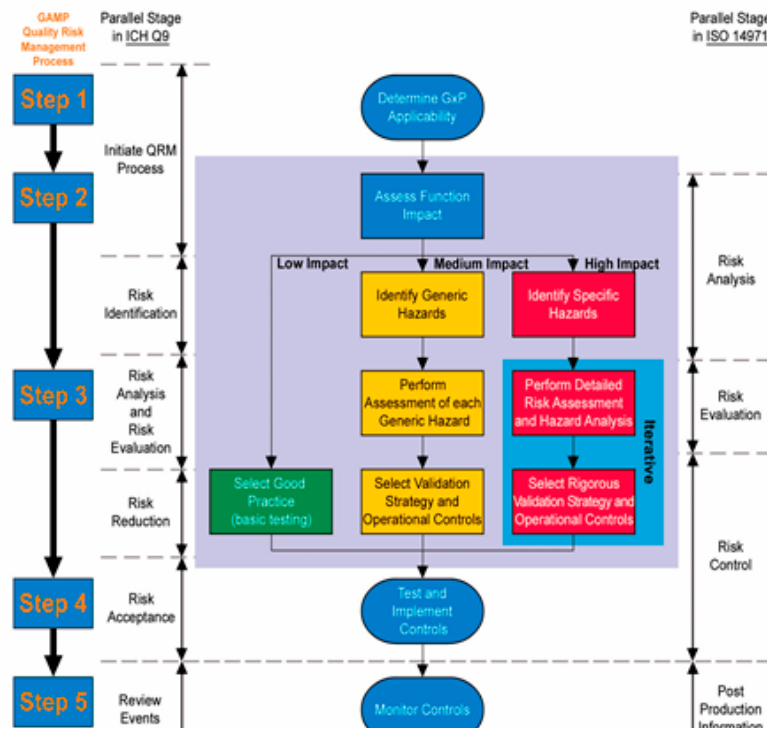 GAMP
Quality Risk
Management
Process
Parallel Stage
in ICH Q9
Parallel Stage
in ISO 14971
Step 1
Determine GxP
Applicability
Initiate QRM
Process
Step 2
Assess Function
Impact
Low Impact
Medium Impact
High Impact
Risk
Identification
Identify Generic
Hazards
Identify Specific
Hazards
Risk
Analysis
Step 3
Risk
Analysis
and
Risk
Evaluation
Perform
Assessment of each
Generic Hazard
Perform Detailed
Risk Assessment
and Hazard Analysis
Iterative
Risk
Evaluation
Risk
Reduction
Select Good
Practice
(basic testing)
Select Validation
Strategy and
Operational Controls
Select Rigorous
Validation Strategy and
Operational Controls
Risk
Control
Step 4
Risk
Acceptance
Test and
Implement
Controls
Step 5
Review
Events
Monitor Controls
Post
Production
Information